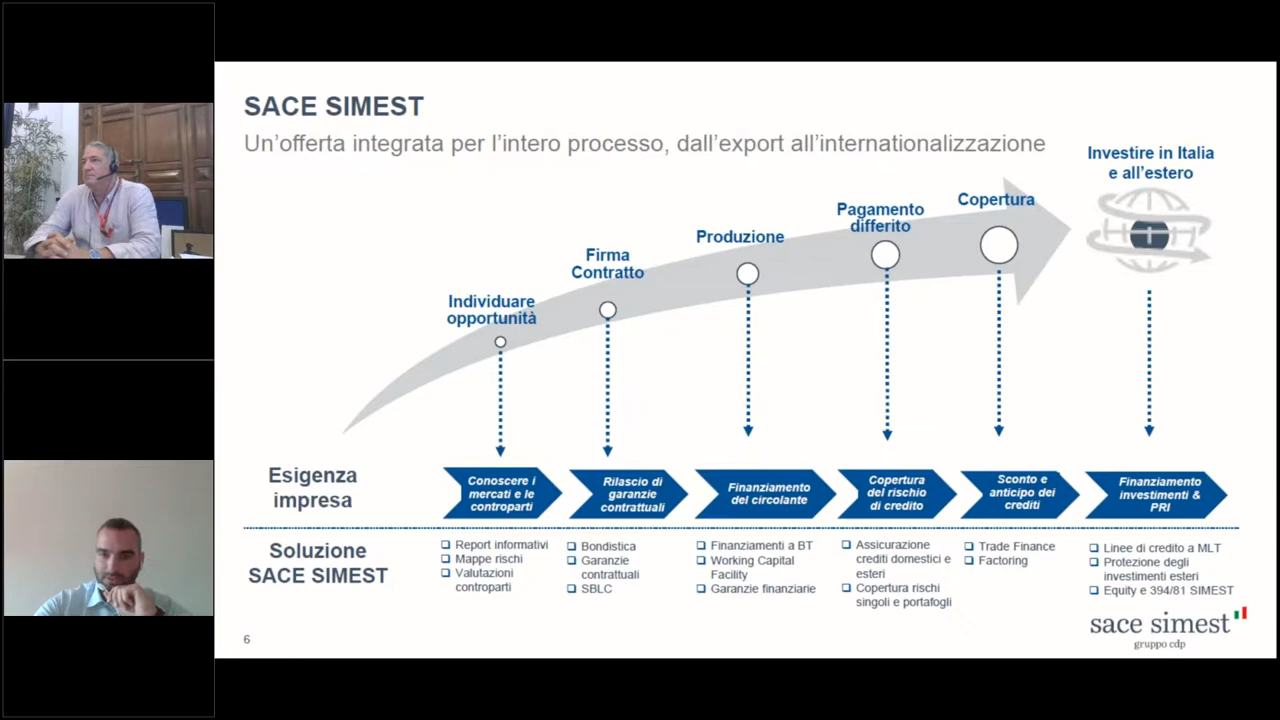 SACE SIMEST
Un'offerta integrata per l'intero processo, dall'export all'internazionalizzazione
Individuare
opportunità
Firma
Contratto
Produzione
Pagamento
differito
Copertura
Investire in Italia
e all'estero
Esigenza
impresa
Conoscere i
mercati e le
controparti
Rilascio di
garanzie
contrattuali
Finanziamento
del circolante
Copertura
del rischio
di credito
Sconto e
anticipo dei
crediti
Finanziamento
investimenti &
PRI
Soluzione
SACE SIMEST
Report informativi
Mappe rischi
Valutazioni
controparti
Bondistica
Garanzie
contrattuali
SBLC
Finanziamenti a BT
Working Capital
Facility
Garanzie finanziarie
Assicurazione
crediti domestici e
esteri
Copertura rischi
singoli e portafogli
Trade Finance
Factoring
Linee di credito a MLT
Protezione degli
investimenti esteri
Equity e 394/81 SIMEST
6
sace simest
gruppo cdp